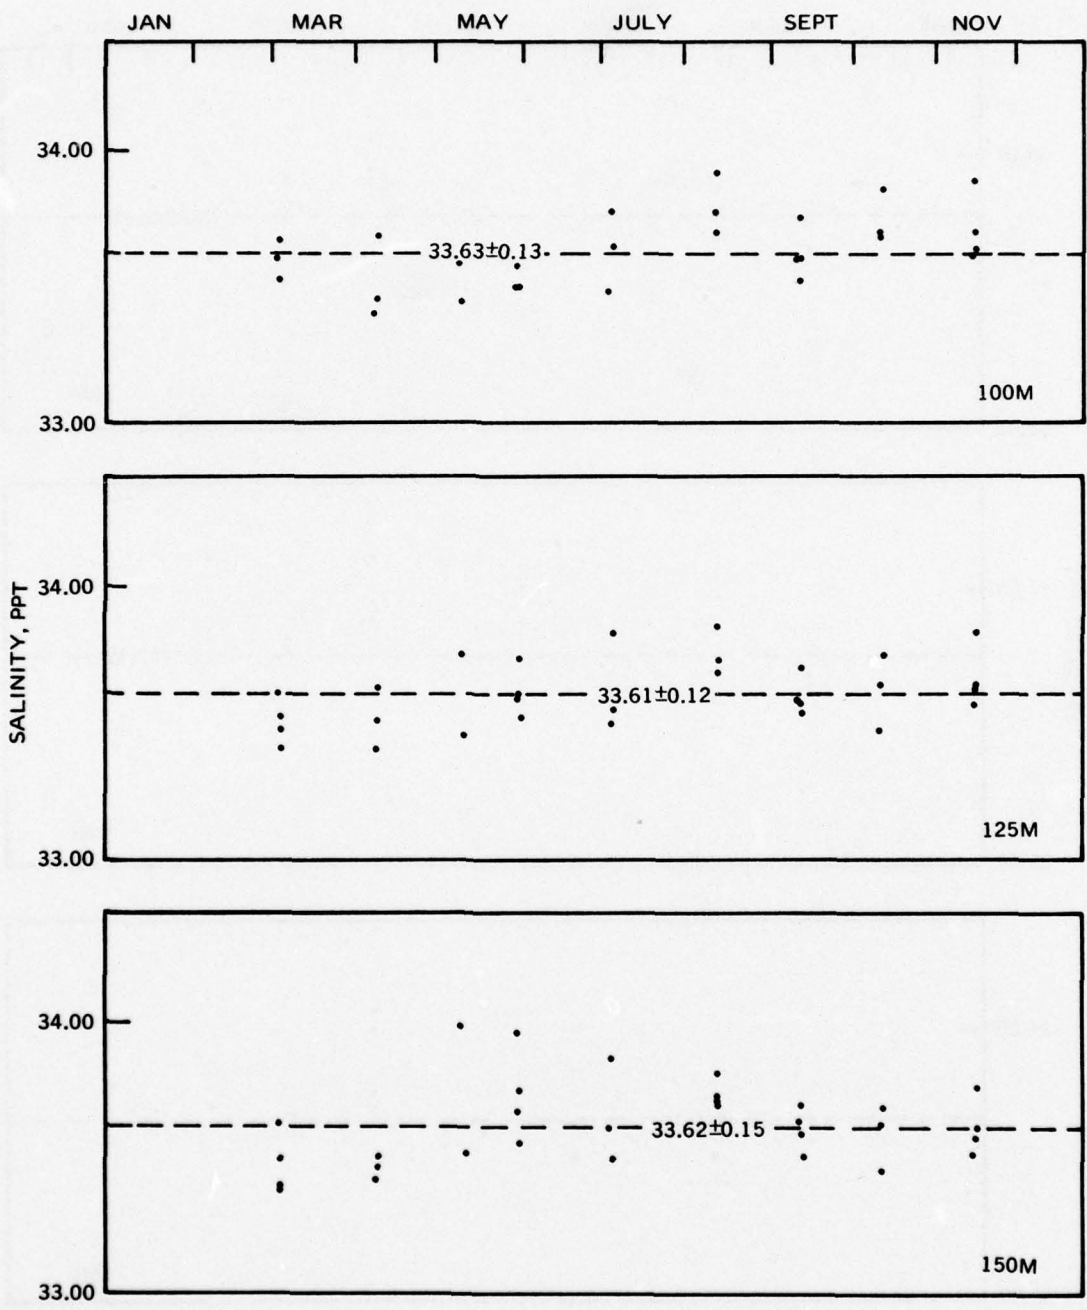 JAN MAR MAY JULY SEPT NOV
34.00
33.63±0.13
100M
33.00
SALINITY, PPT
34.00
33.61±0.12
125M
33.00
34.00
33.62±0.15
150M
33.00